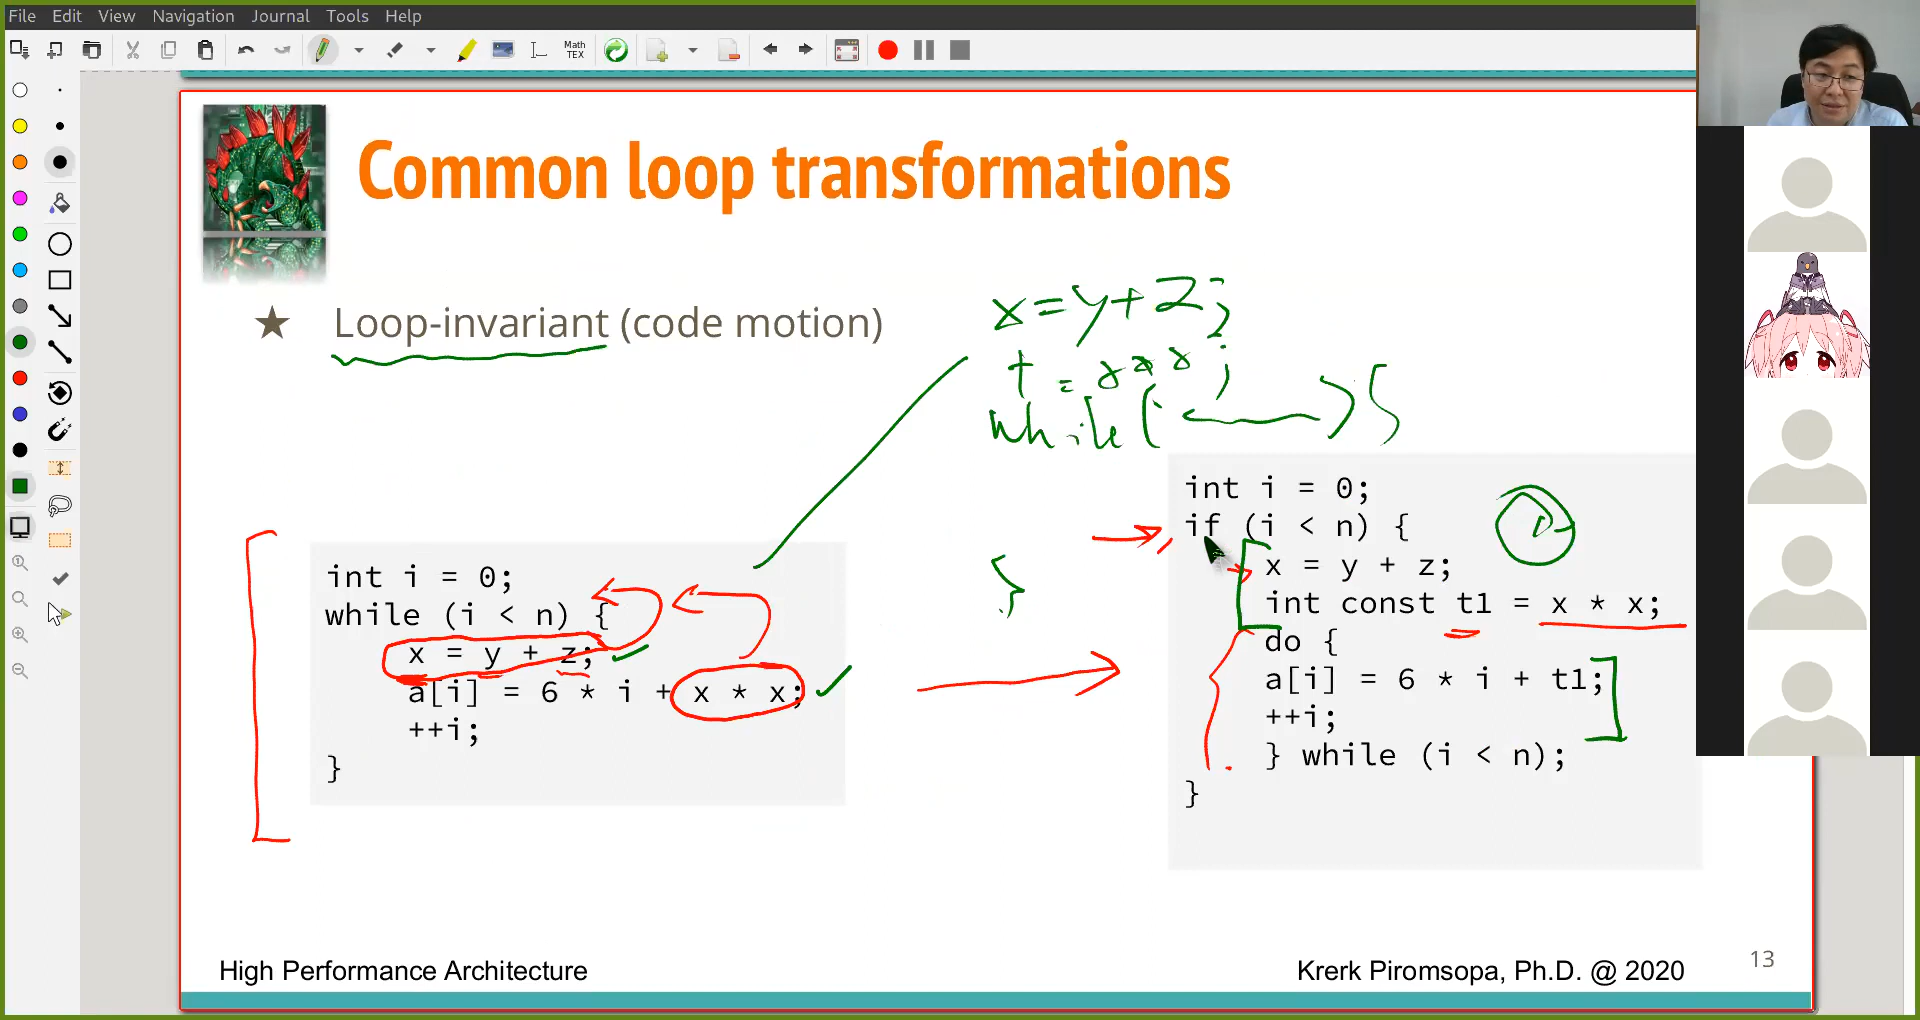 File Edit View Navigation Journal Tools Help
Math
TEX
Common loop transformations
★ Loop-invariant (code motion)
x=y+z;
t = x*x;
while(
}
int i = 0;
while (i < n) {
x = y + z;
a[i] = 6 * i + x * x;
++i;
}
int i = 0;
if (i < n) {
x = y + z;
int const t1 = x * x;
do {
a[i] = 6 * i + t1;
++i;
} while (i < n);
}
High Performance Architecture
Krerk Piromsopa, Ph.D. @ 2020
13